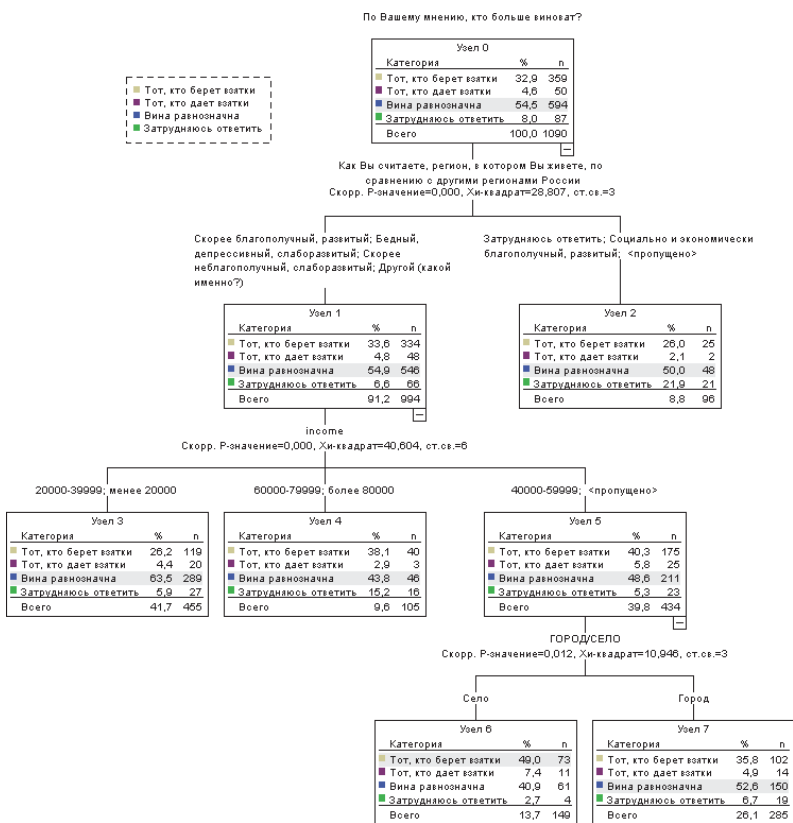 По Вашему мнению, кто больше виноват?
Тот, кто берет взятки
Тот, кто дает взятки
Вина равнозначна
Затрудняюсь ответить
Узел 0
Категория % n
Тот, кто берет взятки 32,9 359
Тот, кто дает взятки 4,6 50
Вина равнозначна 54,5 594
Затрудняюсь ответить 8,0 87
Всего 100,0 1090
Как Вы считаете, регион, в котором Вы живете, по
сравнению с другими регионами России
Скорр. Р-значение=0,000, Хи-квадрат=28,807, ст.св.=3
Скорее благополучный, развитый; Бедный,
депрессивный, слаборазвитый; Скорее
неблагополучный, слаборазвитый; Другой (какой
именно?)
Затрудняюсь ответить; Социально и экономически
благополучный, развитый; <пропущено>
Узел 1
Категория % n
Тот, кто берет взятки 33,6 334
Тот, кто дает взятки 4,8 48
Вина равнозначна 54,9 546
Затрудняюсь ответить 6,6 66
Всего 91,2 994
Узел 2
Категория % n
Тот, кто берет взятки 26,0 25
Тот, кто дает взятки 2,1 2
Вина равнозначна 50,0 48
Затрудняюсь ответить 21,9 21
Всего 8,8 96
income
Скорр. Р-значение=0,000, Хи-квадрат=40,604, ст.св.=6
20000-39999; менее 20000
60000-79999; более 80000
40000-59999; <пропущено>
Узел 3
Категория % n
Тот, кто берет взятки 26,2 119
Тот, кто дает взятки 4,4 20
Вина равнозначна 63,5 289
Затрудняюсь ответить 5,9 27
Всего 41,7 455
Узел 4
Категория % n
Тот, кто берет взятки 38,1 40
Тот, кто дает взятки 2,9 3
Вина равнозначна 43,8 46
Затрудняюсь ответить 15,2 16
Всего 9,6 105
Узел 5
Категория % n
Тот, кто берет взятки 40,3 175
Тот, кто дает взятки 5,8 25
Вина равнозначна 48,6 211
Затрудняюсь ответить 5,3 23
Всего 39,8 434
ГОРОД/СЕЛО
Скорр. Р-значение=0,012, Хи-квадрат=10,946, ст.св.=3
Село
Город
Узел 6
Категория % n
Тот, кто берет взятки 49,0 73
Тот, кто дает взятки 7,4 11
Вина равнозначна 40,9 61
Затрудняюсь ответить 2,7 4
Всего 13,7 149
Узел 7
Категория % n
Тот, кто берет взятки 35,8 102
Тот, кто дает взятки 4,9 14
Вина равнозначна 52,6 150
Затрудняюсь ответить 6,7 19
Всего 26,1 285